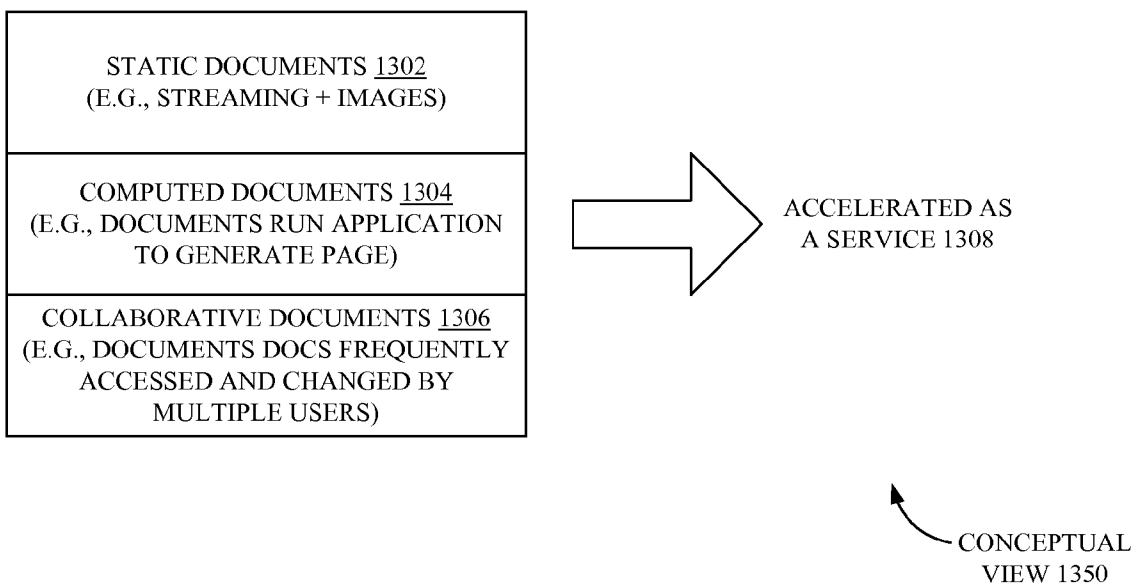 STATIC DOCUMENTS 1302
(E.G., STREAMING + IMAGES)
COMPUTED DOCUMENTS 1304
(E.G., DOCUMENTS RUN APPLICATION
TO GENERATE PAGE)
COLLABORATIVE DOCUMENTS 1306
(E.G., DOCUMENTS DOCS FREQUENTLY
ACCESSED AND CHANGED BY
MULTIPLE USERS)
ACCELERATED AS
A SERVICE 1308
CONCEPTUAL
VIEW 1350